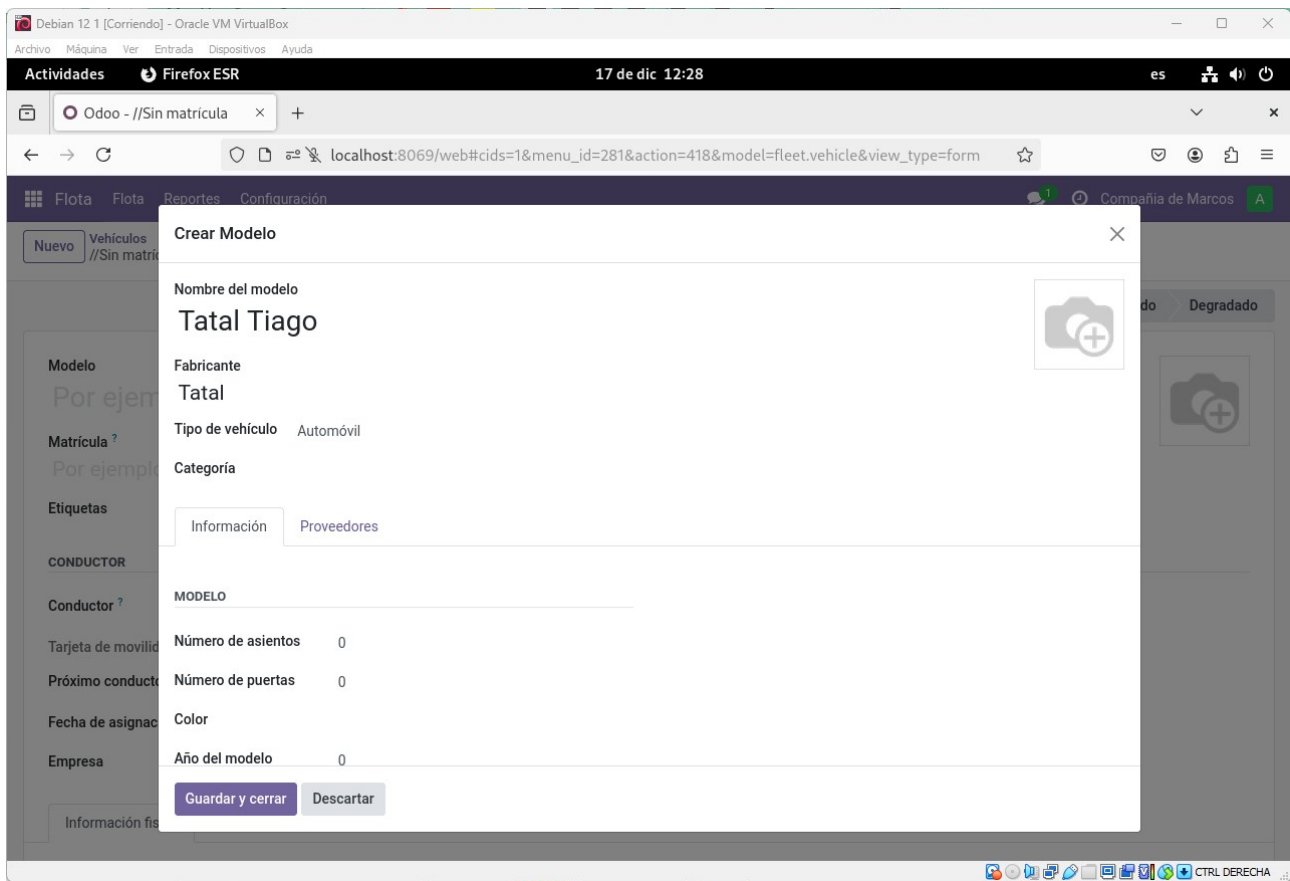 Debian 12 1 [Corriendo] - Oracle VM VirtualBox
Archivo Máquina Ver Entrada Dispositivos Ayuda
Actividades Firefox ESR 17 de dic 12:28 es
Odoo - //Sin matrícula
localhost:8069/web#cids=1&menu_id=281&action=418&model=fleet.vehicle&view_type=form
Flota Flota Reportes Configuración 1 Compañia de Marcos A
Nuevo Vehículos
//Sin matríc
Crear Modelo
Nombre del modelo
Tatal Tiago
do Degradado
Modelo
Por ejem
Fabricante
Tatal
Tipo de vehículo Automóvil
Matrícula ?
Por ejemplo
Categoría
Etiquetas
Información Proveedores
CONDUCTOR
MODELO
Conductor ?
Número de asientos 0
Tarjeta de movilid
Número de puertas 0
Próximo conducto
Color
Fecha de asignac
Año del modelo 0
Empresa
Guardar y cerrar Descartar
Información fis
CTRL DERECHA